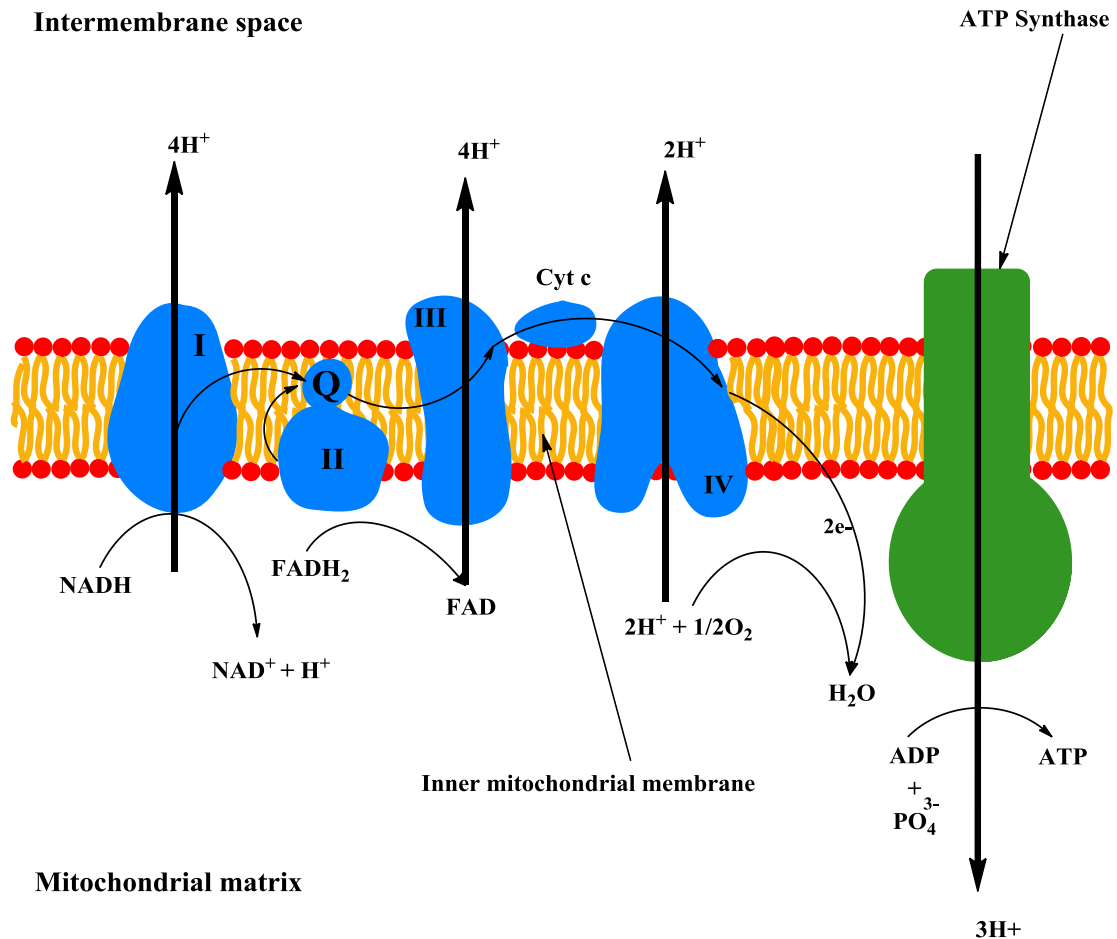 Intermembrane space
ATP Synthase
4H⁺
4H⁺
2H⁺
Cyt c
I
Q
II
III
IV
NADH
NAD⁺ + H⁺
FADH₂
FAD
2e-
2H⁺ + 1/2O₂
H₂O
Inner mitochondrial membrane
ADP
+
PO₄³⁻
ATP
Mitochondrial matrix
3H+